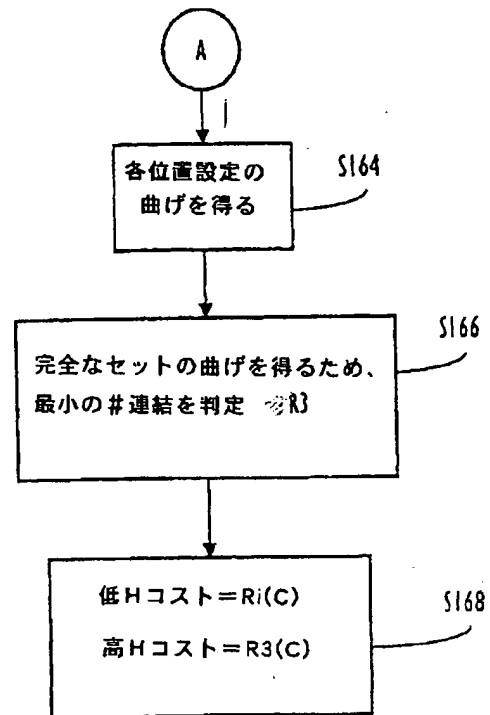 A
各位置設定の
曲げを得る
S164
完全なセットの曲げを得るため、
最小の#連結を判定 R3
S166
低Hコスト=Ri(C)
高Hコスト=R3(C)
S168